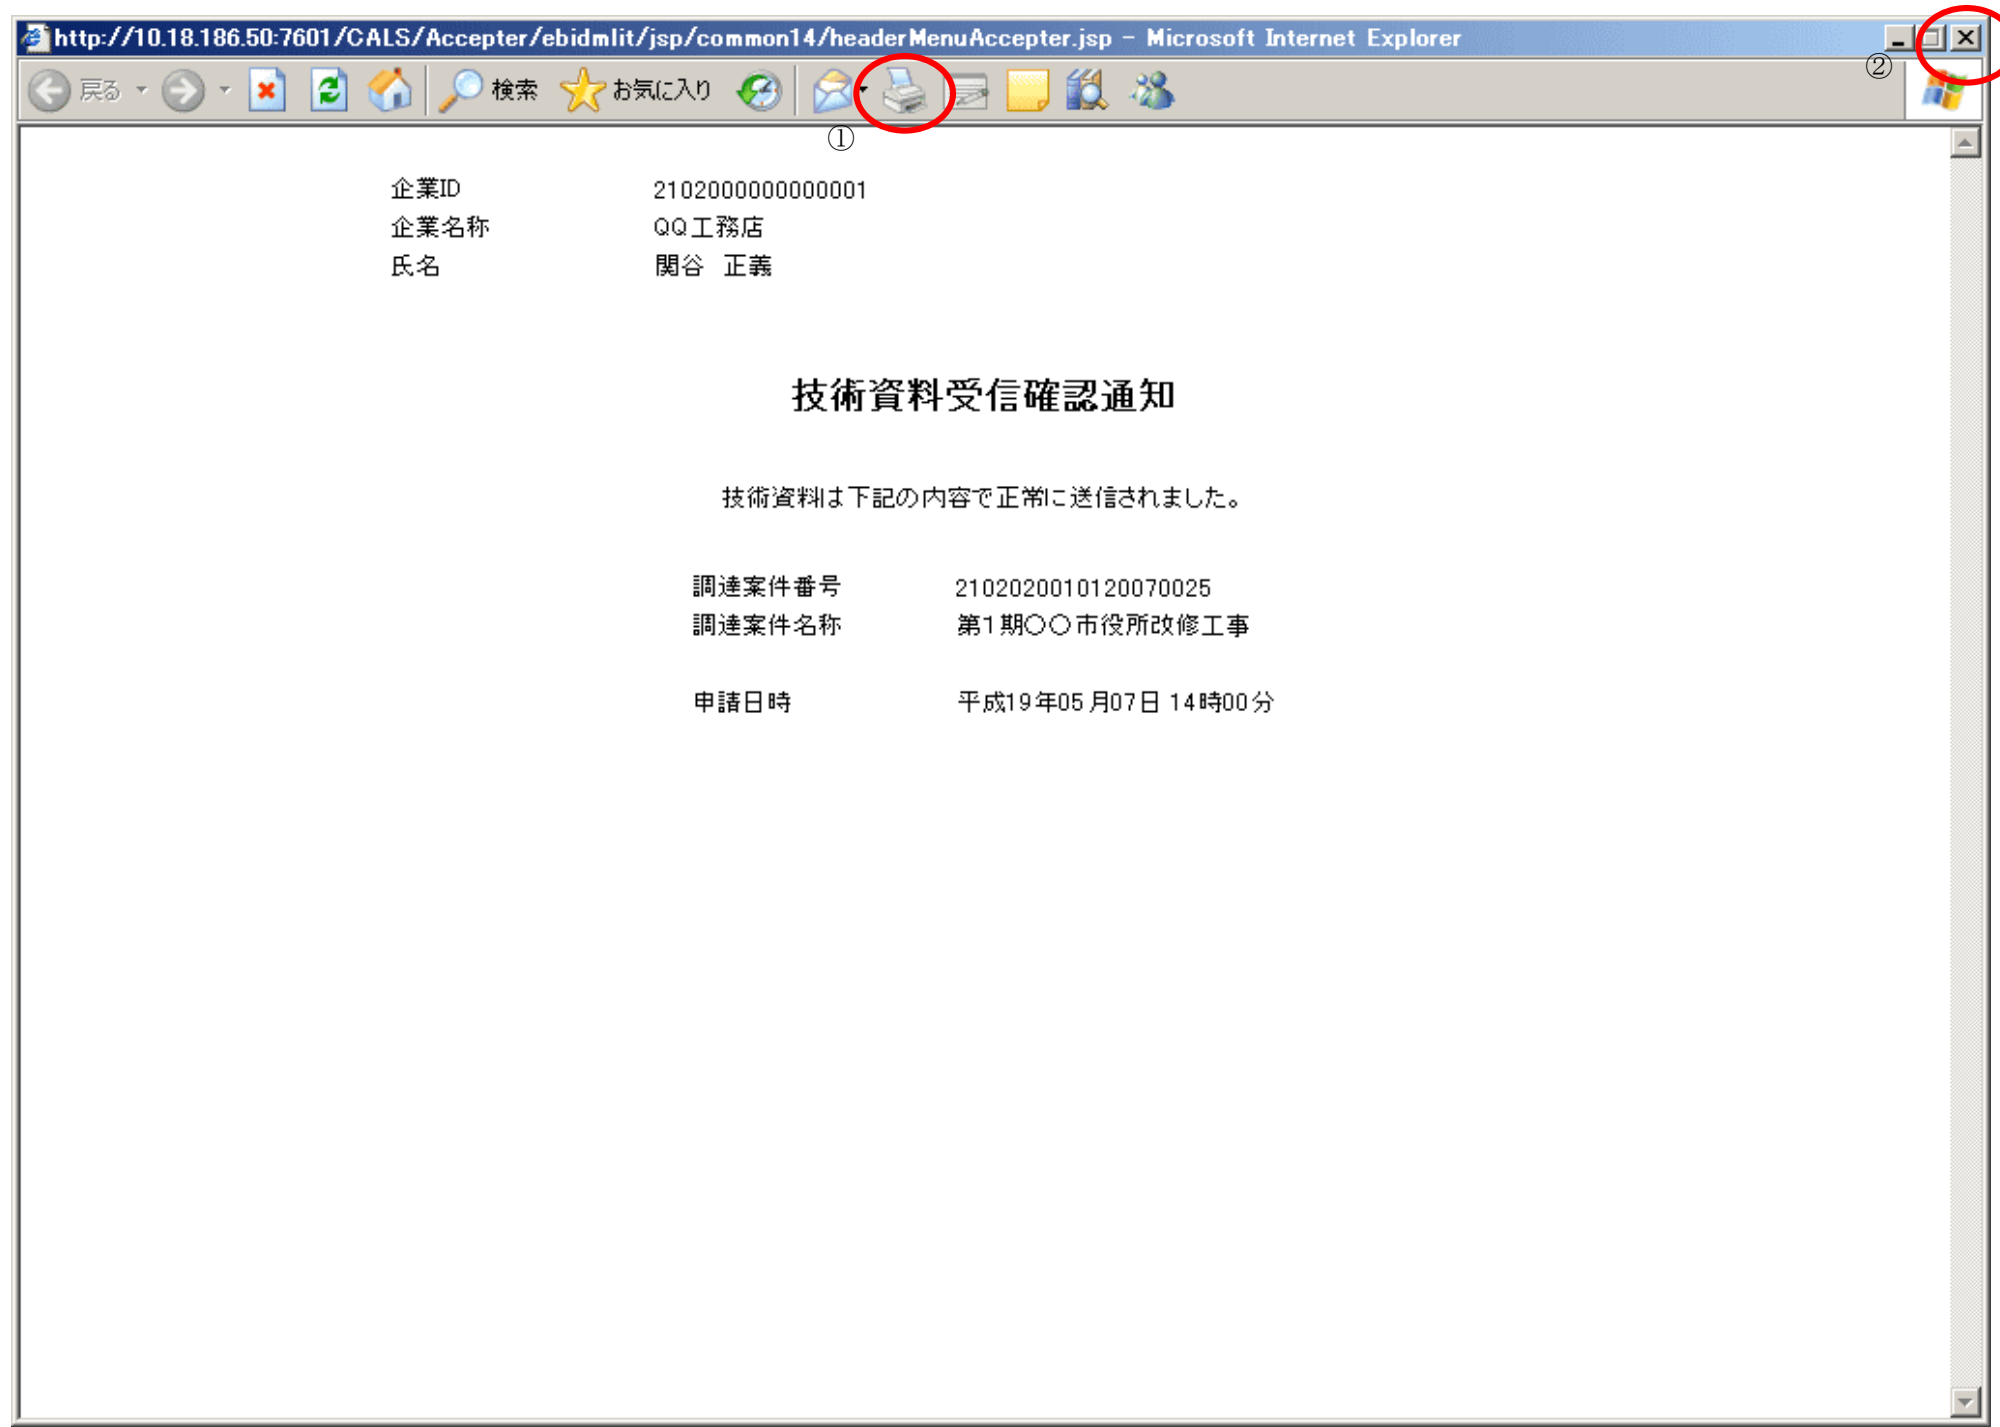 http://10.18.186.50:7601/CALS/Accepter/ebidmlit/jsp/common14/headerMenuAccepter.jsp - Microsoft Internet Explorer
②
戻る 検索 お気に入り
①
企業ID 2102000000000001
企業名称 QQ工務店
氏名 関谷 正義
技術資料受信確認通知
技術資料は下記の内容で正常に送信されました。
調達案件番号 2102020010120070025
調達案件名称 第1期〇〇市役所改修工事
申請日時 平成19年05月07日 14時00分